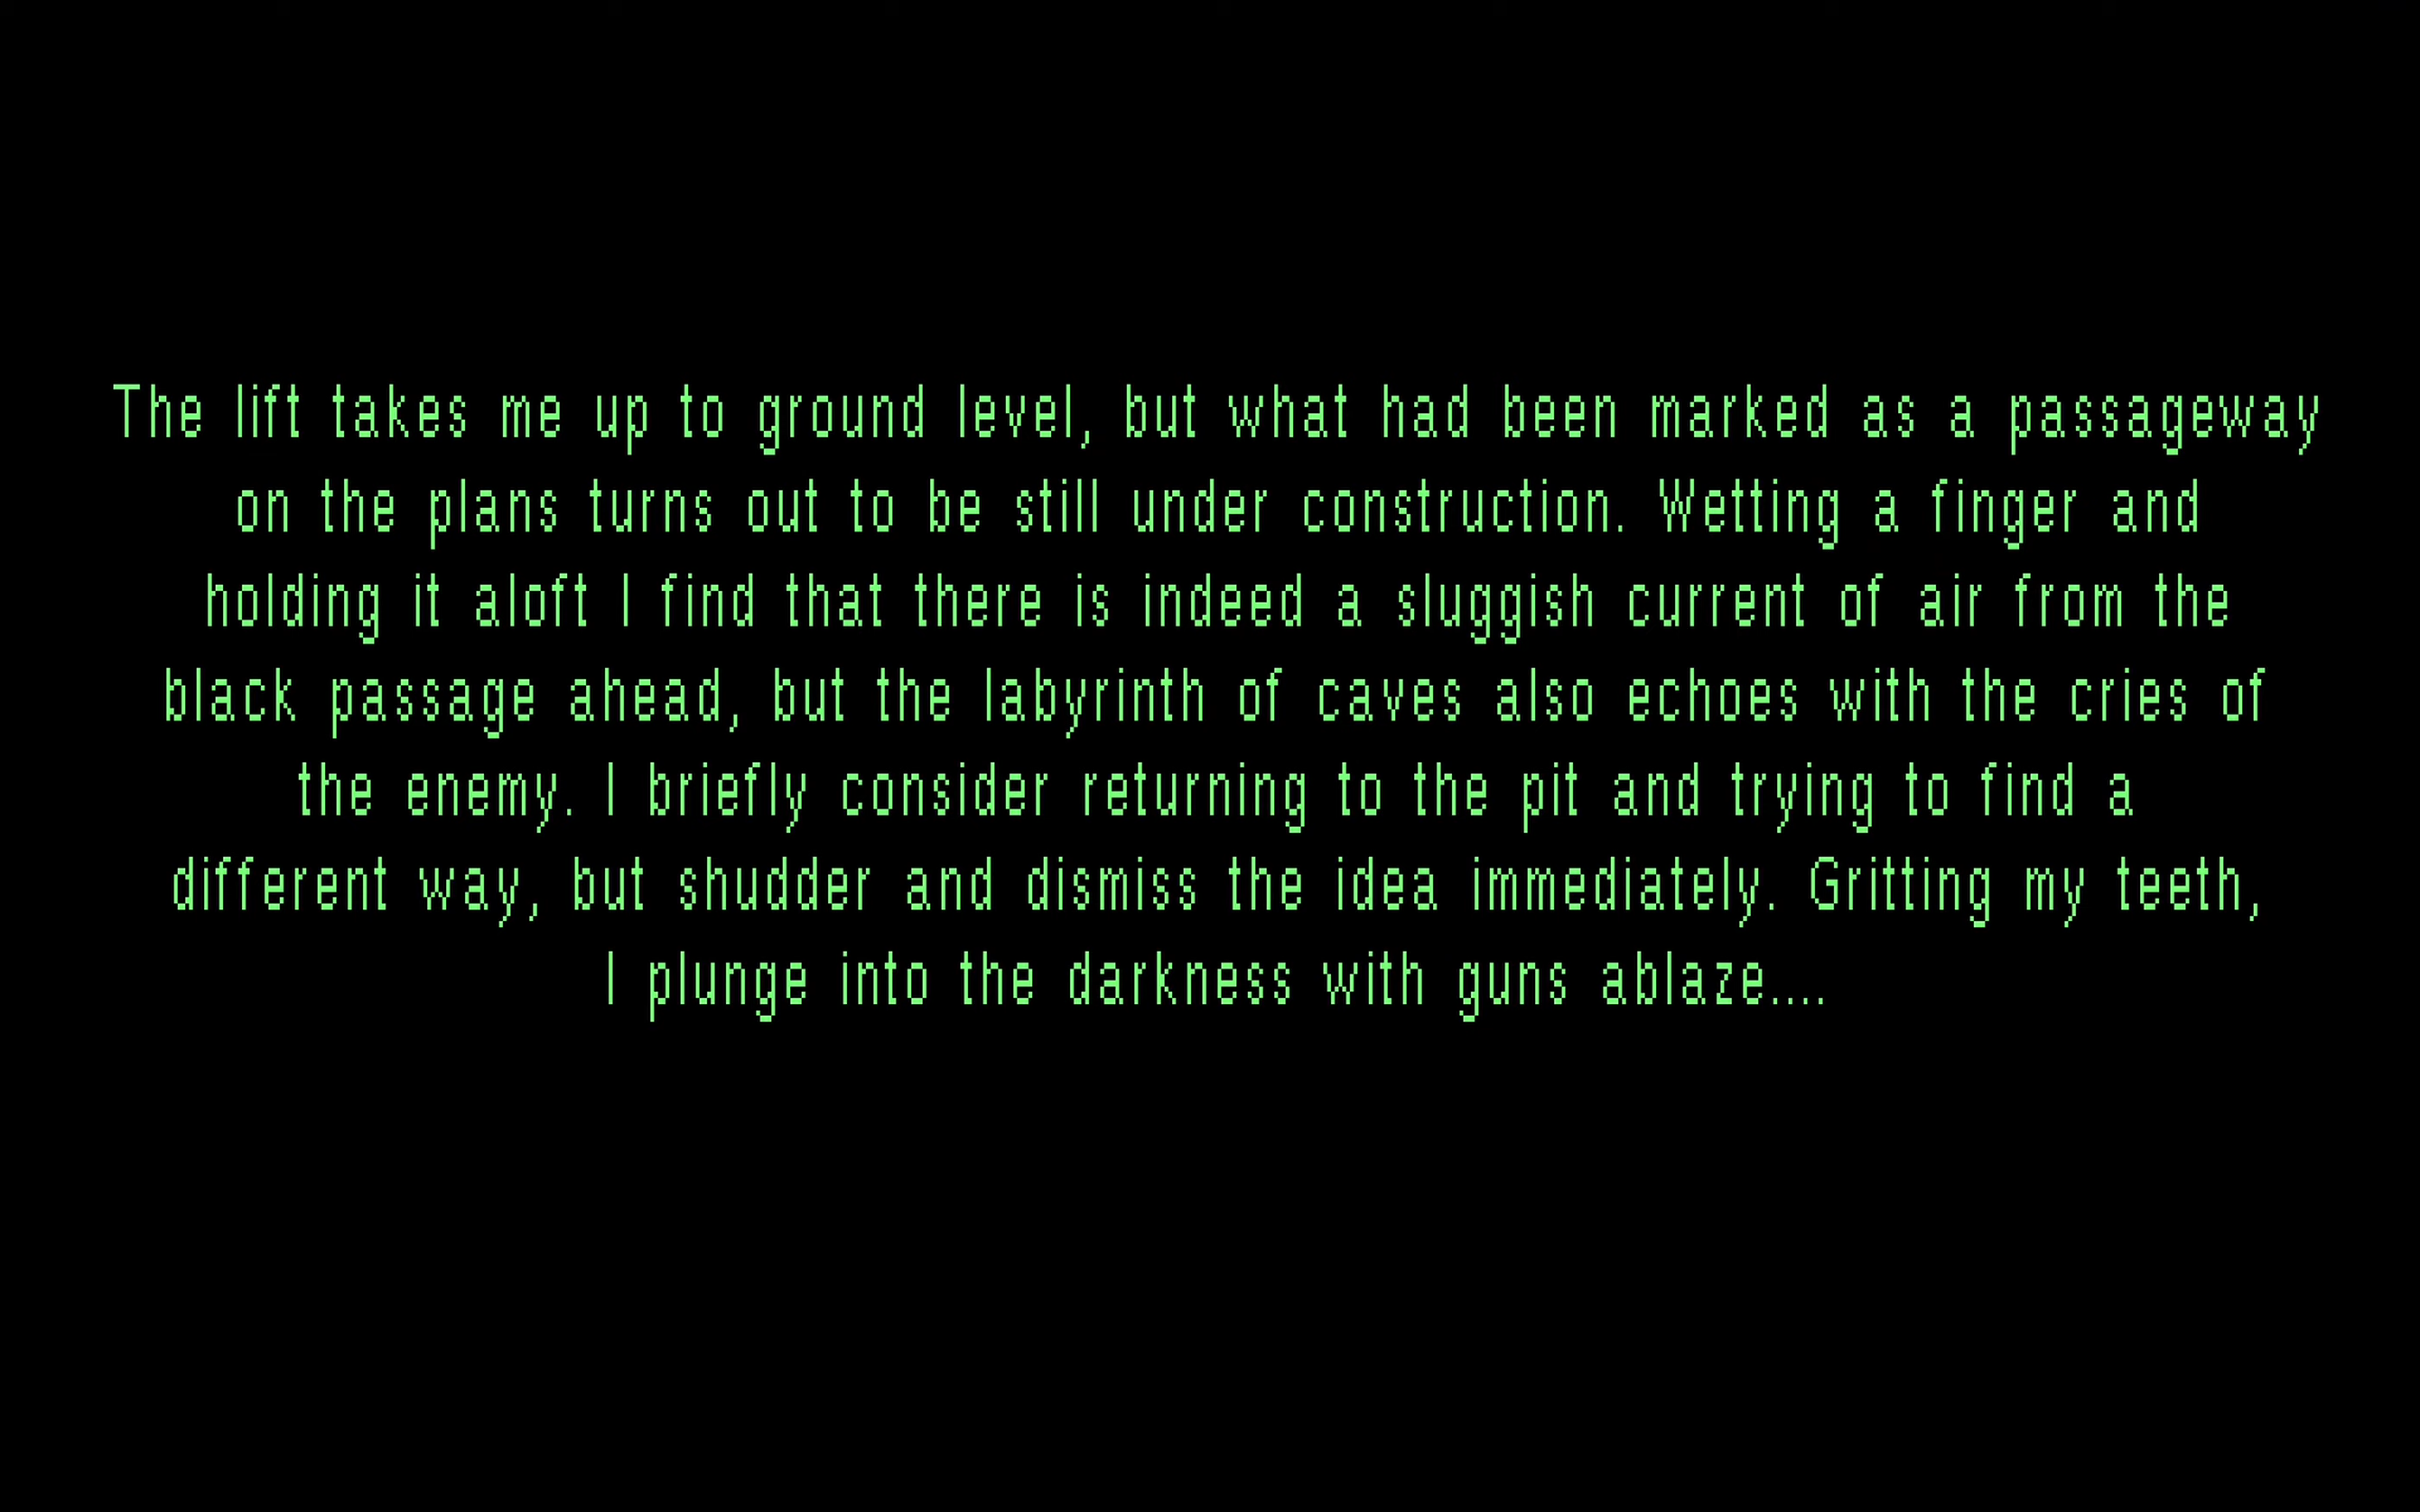 The lift takes me up to ground level, but what had been marked as a passageway
on the plans turns out to be still under construction. Wetting a finger and
holding it aloft I find that there is indeed a sluggish current of air from the
black passage ahead, but the labyrinth of caves also echoes with the cries of
the enemy. I briefly consider returning to the pit and trying to find a
different way, but shudder and dismiss the idea immediately. Gritting my teeth,
I plunge into the darkness with guns ablaze....